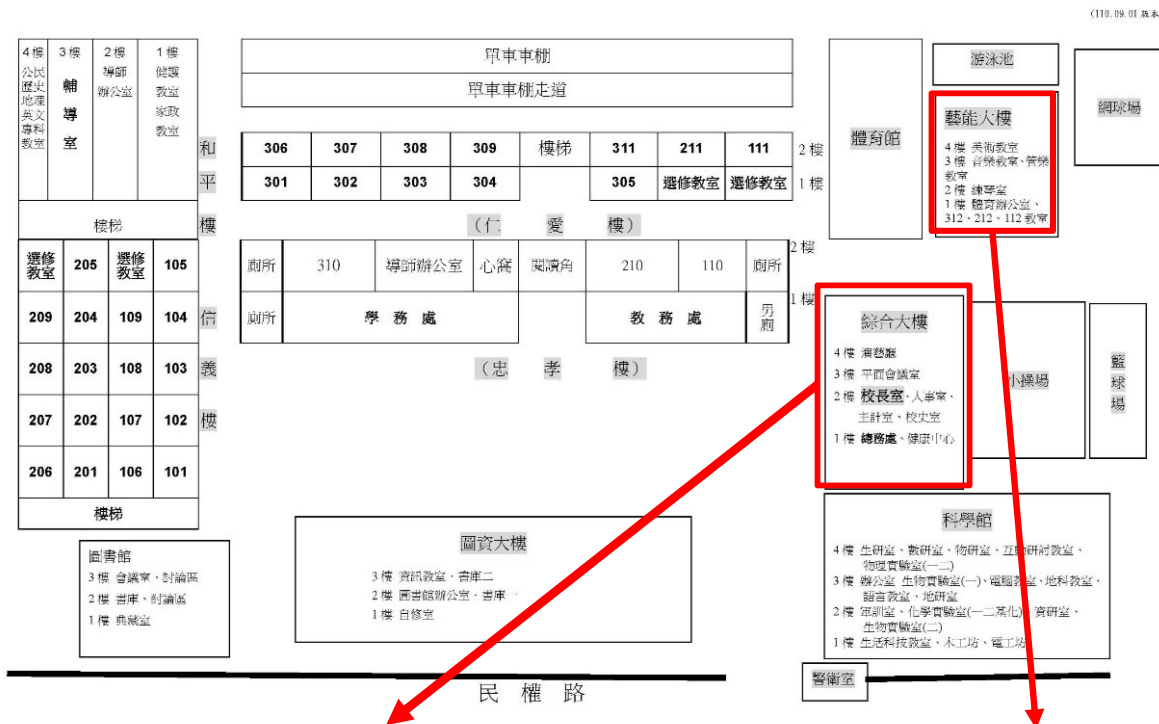 (110.09.01 版本
4樓
公民
歷史
地理
英文
專科
教室
3樓
輔
導
室
2樓
導師
辦公室
1樓
健護
教室
家政
教室
和
平
樓
樓梯
單車車棚
單車車棚走道
306 307 308 309 樓梯 311 211 111 2樓
301 302 303 304 305 選修教室 選修教室 1樓
(仁 愛 樓)
選修教室 205 選修教室 105
209 204 109 104
208 203 108 103
207 202 107 102
206 201 106 101
信
義
樓
樓梯
廁所 310 導師辦公室 心窩 閱讀角 210 110 廁所 2樓
廁所 學務處 教務處 男廁 1樓
(忠 孝 樓)
體育館
游泳池
網球場
藝能大樓
4樓 美術教室
3樓 音樂教室、管樂
教室
2樓 練琴室
1樓 體育辦公室、
312、212、112教室
綜合大樓
4樓 演藝廳
3樓 平面會議室
2樓 校長室、人事室、
主計室、校史室
1樓 總務處、健康中心
小操場
籃
球
場
圖書館
3樓 會議室、討論區
2樓 書庫、討論區
1樓 典藏室
圖資大樓
3樓 資訊教室、書庫二
2樓 圖書館辦公室、書庫一
1樓 自修室
科學館
4樓 生研室、數研室、物研室、互動研討教室、
物理實驗室(一二)
3樓 辦公室 生物實驗室(一)、電腦教室、地科教室、
語言教室、地研室
2樓 軍訓室、化學實驗室(一二萬化)、資研室、
生物實驗室(二)
1樓 生活科技教室、木工坊、電工坊
警衛室
民 權 路